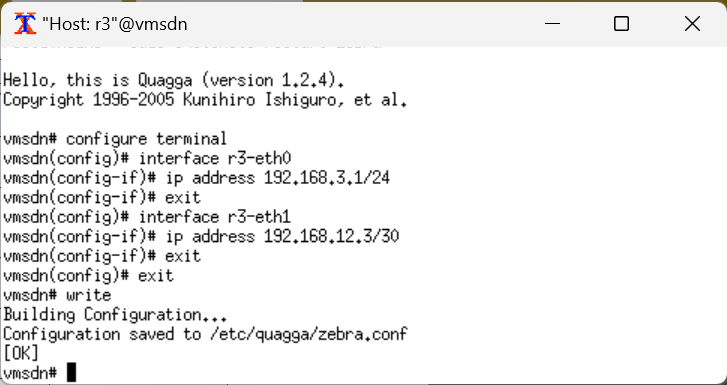 "Host: r3"@vmsdn
Hello, this is Quagga (version 1.2.4).
Copyright 1996-2005 Kunihiro Ishiguro, et al.
vmsdn# configure terminal
vmsdn(config)# interface r3-eth0
vmsdn(config-if)# ip address 192.168.3.1/24
vmsdn(config-if)# exit
vmsdn(config)# interface r3-eth1
vmsdn(config-if)# ip address 192.168.12.3/30
vmsdn(config-if)# exit
vmsdn(config)# exit
vmsdn# write
Building Configuration...
Configuration saved to /etc/quagga/zebra.conf
[OK]
vmsdn#